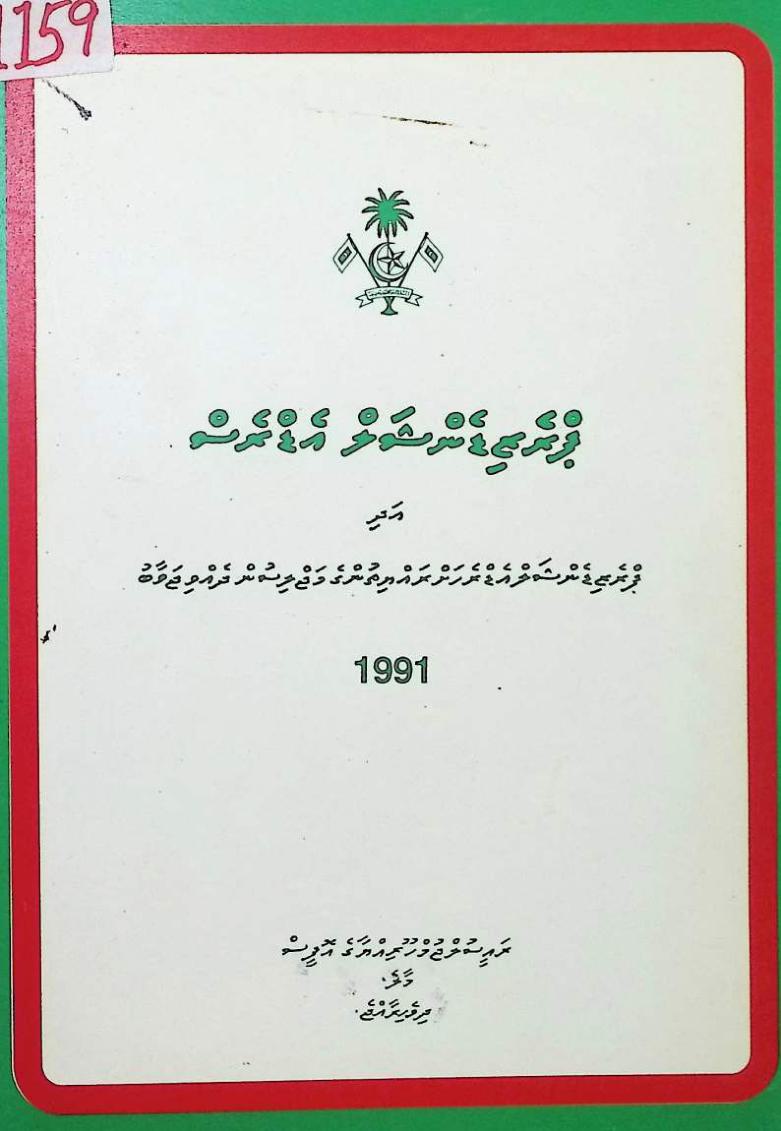 1159
ޕްރެޒިޑެންޝަލް އެޑްރެސް
އަދި
ޕްރެޒިޑެންޝަލްއެޑްރެހަށްރައްޔިތުންގެމަޖްލިސުންދެއްވިޖަވާބު
1991
ރައީސުލްޖުމްހޫރިއްޔާގެ އޮފީސް
މާލެ.
ދިވެހިރާއްޖެ.